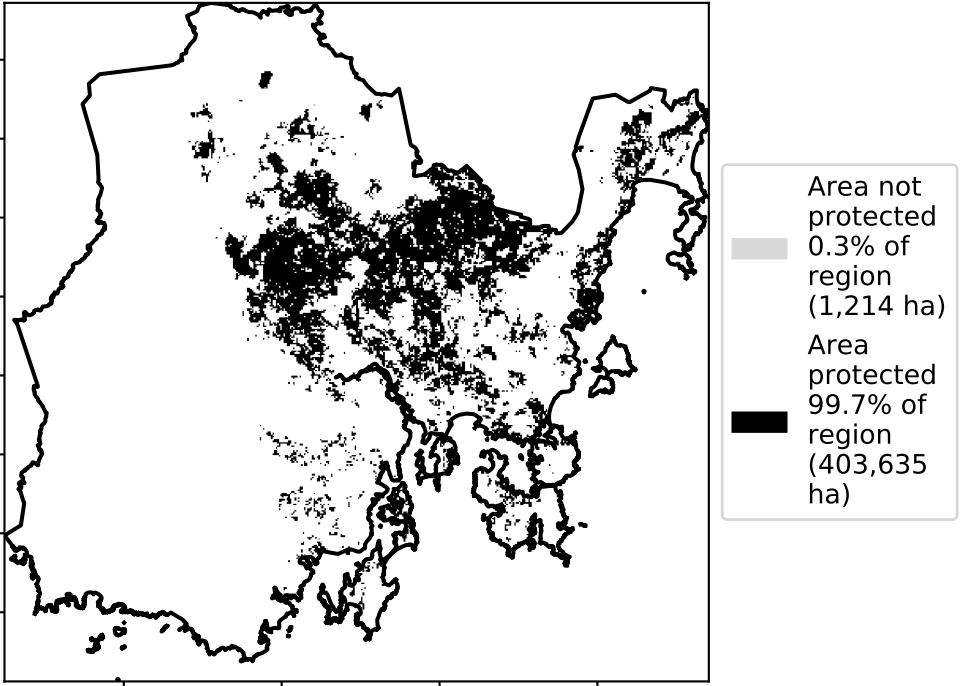 Area not
protected
0.3% of
region
(1,214 ha)
Area
protected
99.7% of
region
(403,635
ha)